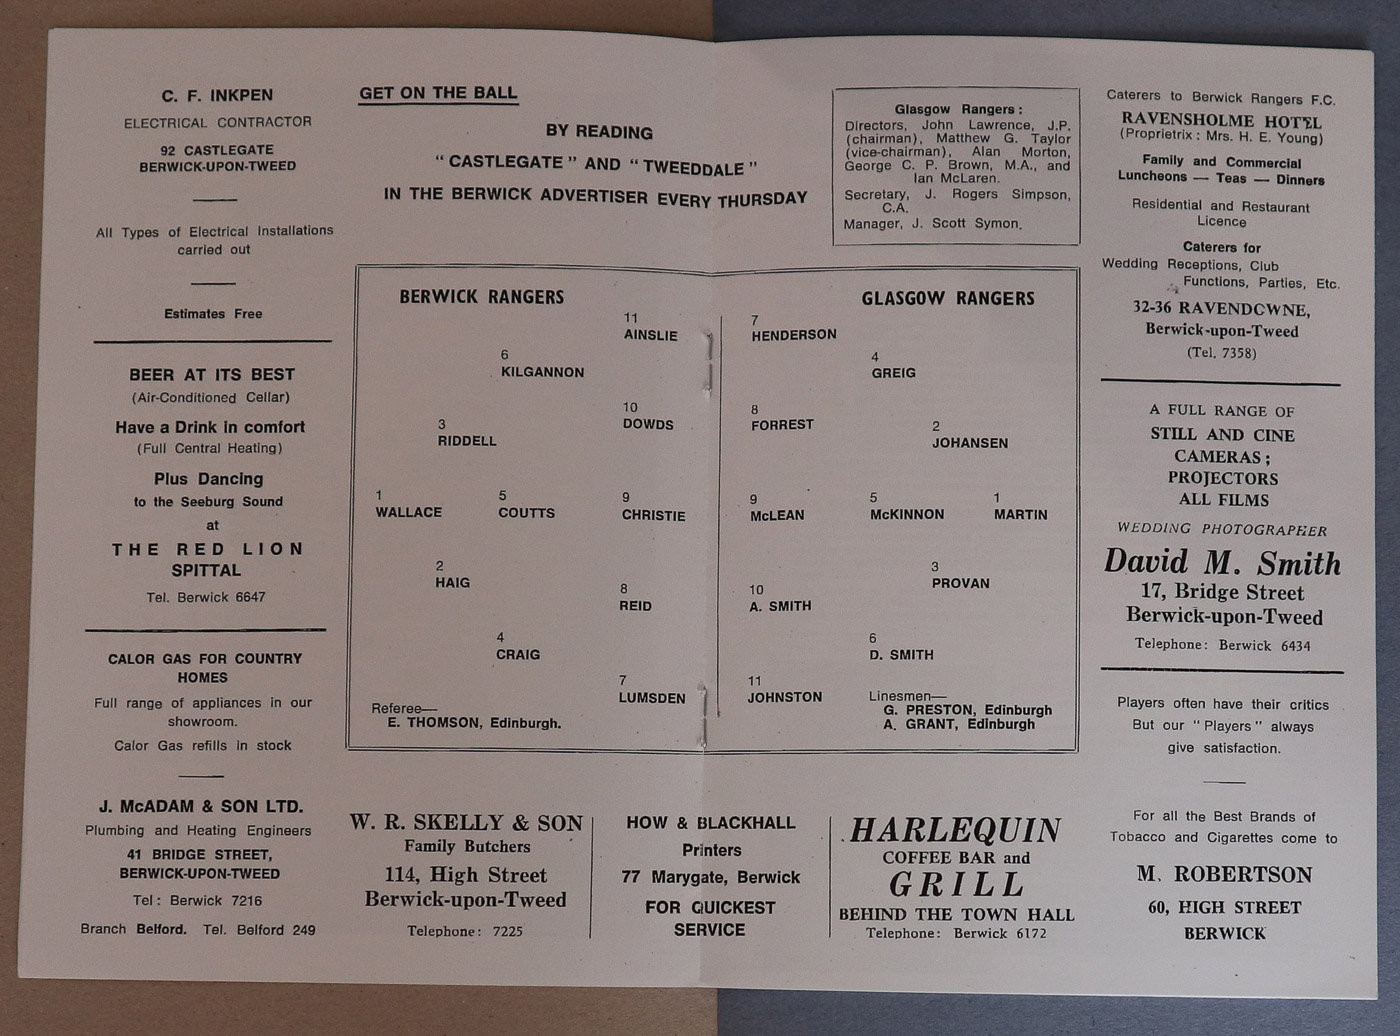 C. F. INKPEN
ELECTRICAL CONTRACTOR
92 CASTLEGATE
BERWICK-UPON-TWEED
All Types of Electrical Installations
carried out
Estimates Free
BEER AT ITS BEST
(Air-Conditioned Cellar)
Have a Drink in comfort
(Full Central Heating)
Plus Dancing
to the Seeburg Sound
at
THE RED LION
SPITTAL
Tel. Berwick 6647
CALOR GAS FOR COUNTRY
HOMES
Full range of appliances in our
showroom.
Calor Gas refills in stock
J. McADAM & SON LTD.
Plumbing and Heating Engineers
41 BRIDGE STREET,
BERWICK-UPON-TWEED
Tel: Berwick 7216
Branch Belford. Tel. Belford 249
GET ON THE BALL
BY READING
"CASTLEGATE" AND "TWEEDDALE"
IN THE BERWICK ADVERTISER EVERY THURSDAY
Glasgow Rangers:
Directors, John Lawrence, J.P.
(chairman), Matthew G. Taylor
(vice-chairman), Alan Morton,
George C. P. Brown, M.A., and
Ian McLaren.
Secretary, J. Rogers Simpson,
C.A.
Manager, J. Scott Symon.
BERWICK RANGERS
11
AINSLIE
6
KILGANNON
10
DOWDS
3
RIDDELL
1
WALLACE
5
COUTTS
9
CHRISTIE
2
HAIG
8
REID
4
CRAIG
7
LUMSDEN
Referee—
E. THOMSON, Edinburgh.
GLASGOW RANGERS
7
HENDERSON
4
GREIG
8
FORREST
2
JOHANSEN
9
McLEAN
5
McKINNON
1
MARTIN
3
PROVAN
10
A. SMITH
6
D. SMITH
11
JOHNSTON
Linesmen—
G. PRESTON, Edinburgh
A. GRANT, Edinburgh
W. R. SKELLY & SON
Family Butchers
114, High Street
Berwick-upon-Tweed
Telephone: 7225
HOW & BLACKHALL
Printers
77 Marygate, Berwick
FOR QUICKEST
SERVICE
HARLEQUIN
COFFEE BAR and
GRILL
BEHIND THE TOWN HALL
Telephone: Berwick 6172
Caterers to Berwick Rangers F.C.
RAVENSHOLME HOTEL
(Proprietrix: Mrs. H. E. Young)
Family and Commercial
Luncheons — Teas — Dinners
Residential and Restaurant
Licence
Caterers for
Wedding Receptions, Club
Functions, Parties, Etc.
32-36 RAVENDOWNE,
Berwick-upon-Tweed
(Tel. 7358)
A FULL RANGE OF
STILL AND CINE
CAMERAS;
PROJECTORS
ALL FILMS
WEDDING PHOTOGRAPHER
David M. Smith
17, Bridge Street
Berwick-upon-Tweed
Telephone: Berwick 6434
Players often have their critics
But our "Players" always
give satisfaction.
For all the Best Brands of
Tobacco and Cigarettes come to
M. ROBERTSON
60, HIGH STREET
BERWICK